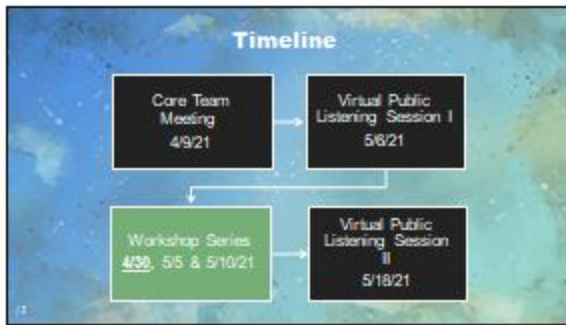 Timeline
Core Team
Meeting
4/9/21
Virtual Public
Listening Session I
5/6/21
Workshop Series
4/30, 5/5 & 5/10/21
Virtual Public
Listening Session
II
5/18/21